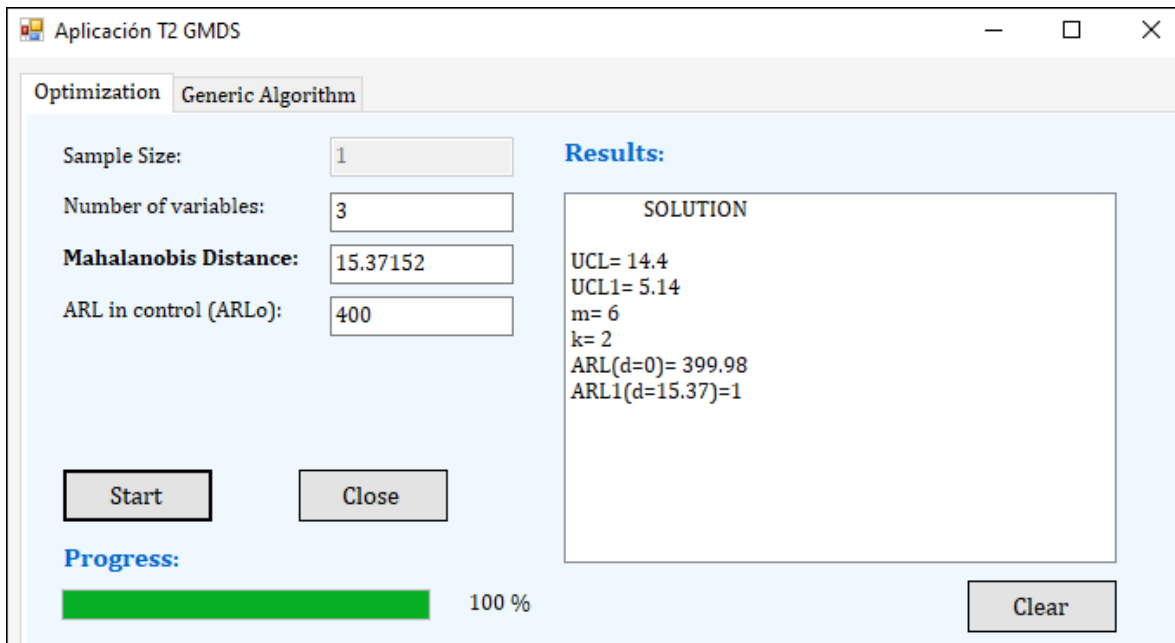 Aplicación T2 GMDS
Optimization
Generic Algorithm
Sample Size:
1
Number of variables:
3
Mahalanobis Distance:
15.37152
ARL in control (ARLo):
400
Start
Close
Progress:
100 %
Results:
SOLUTION
UCL= 14.4
UCL1= 5.14
m= 6
k= 2
ARL(d=0)= 399.98
ARL1(d=15.37)=1
Clear